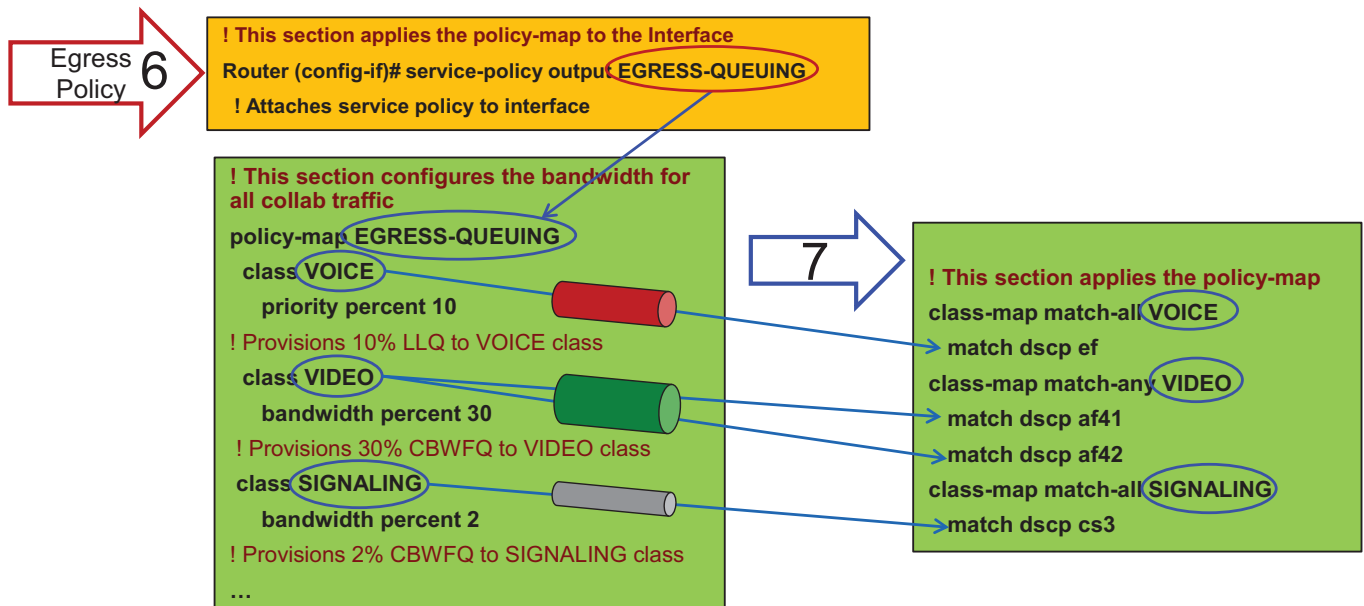 Egress
Policy
6
! This section applies the policy-map to the Interface
Router (config-if)# service-policy output EGRESS-QUEUING
! Attaches service policy to interface
! This section configures the bandwidth for
all collab traffic
policy-map EGRESS-QUEUING
class VOICE
priority percent 10
! Provisions 10% LLQ to VOICE class
class VIDEO
bandwidth percent 30
! Provisions 30% CBWFQ to VIDEO class
class SIGNALING
bandwidth percent 2
! Provisions 2% CBWFQ to SIGNALING class
...
7
! This section applies the policy-map
class-map match-all VOICE
match dscp ef
class-map match-any VIDEO
match dscp af41
match dscp af42
class-map match-all SIGNALING
match dscp cs3